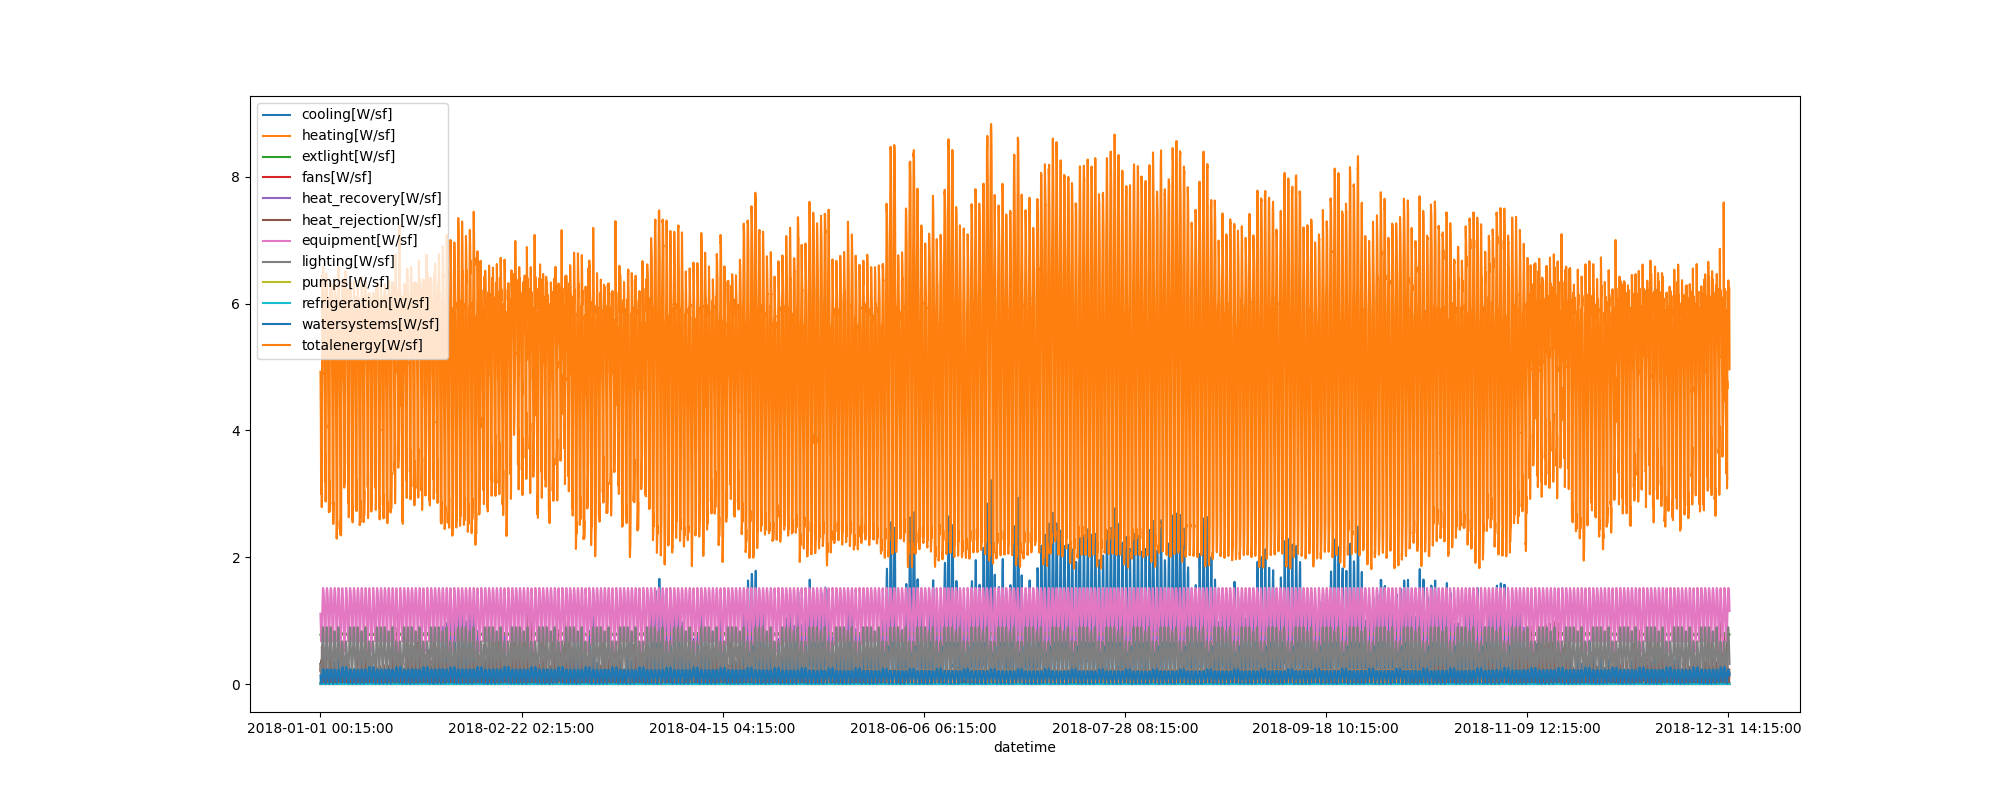 cooling[W/sf]
heating[W/sf]
extlight[W/sf]
fans[W/sf]
heat_recovery[W/sf]
heat_rejection[W/sf]
equipment[W/sf]
lighting[W/sf]
pumps[W/sf]
refrigeration[W/sf]
watersystems[W/sf]
totalenergy[W/sf]
8
6
4
2
0
2018-01-01 00:15:00 2018-02-22 02:15:00 2018-04-15 04:15:00 2018-06-06 06:15:00 2018-07-28 08:15:00 2018-09-18 10:15:00 2018-11-09 12:15:00 2018-12-31 14:15:00
datetime